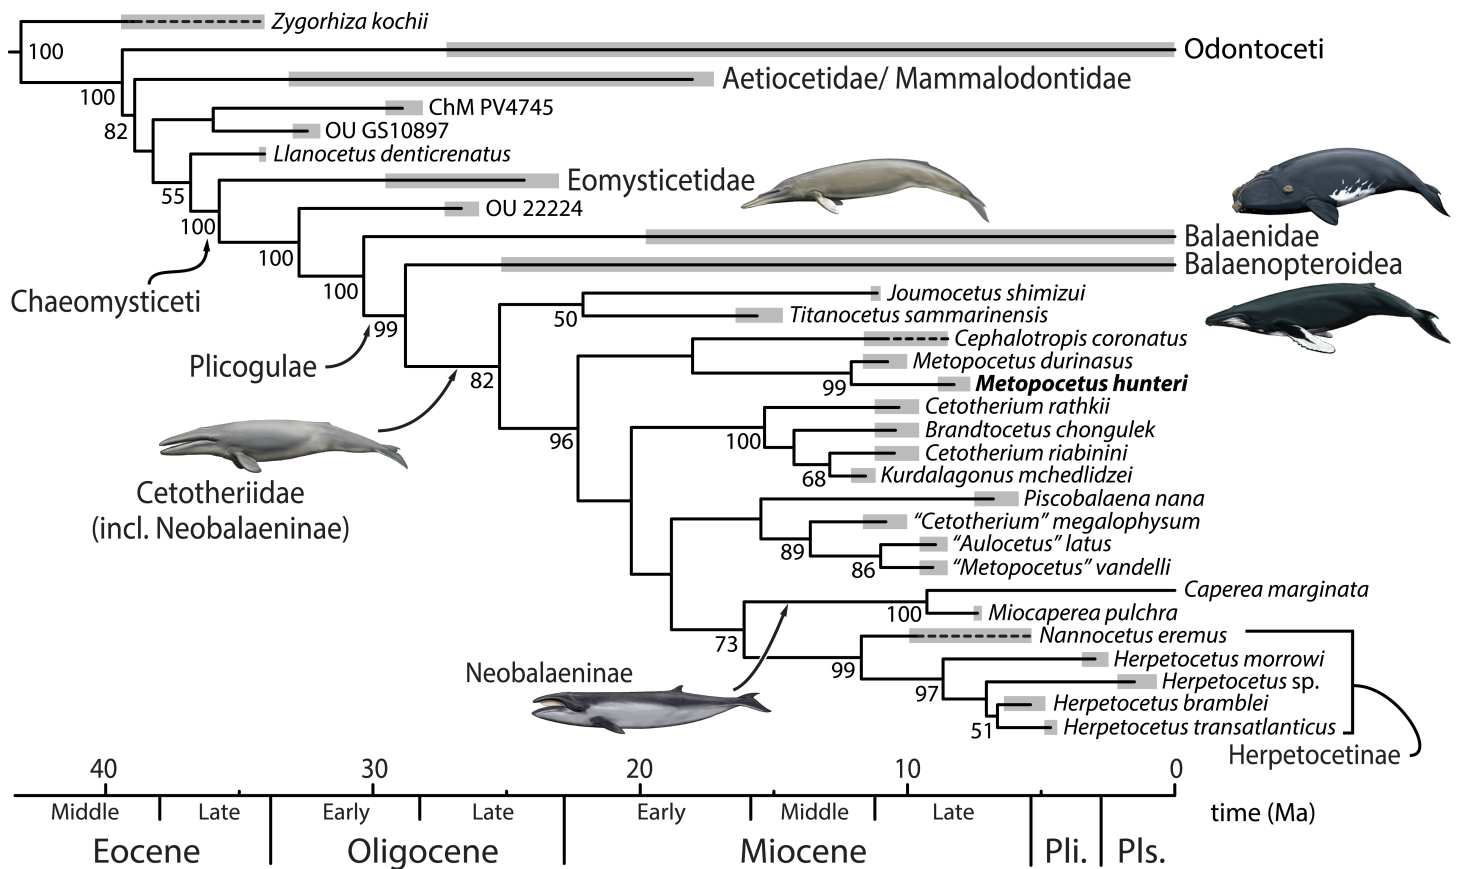 Zygorhiza kochii
100
Odontoceti
Aetiocetidae/ Mammalodontidae
100
ChM PV4745
82
OU GS10897
Llanocetus denticrenatus
Eomysticetidae
55
OU 22224
100
Balaenidae
100
Balaenopteroidea
100
Joumocetus shimizui
Chaeomysticeti
50
Titanocetus sammarinensis
99
Cephalotropis coronatus
Plicogulae
Metopocetus durinasus
82
99
Metopocetus hunteri
Cetotherium rathkii
96
100
Brandtocetus chongulek
Cetotherium riabinini
68
Kurdalagonus mchedlidzei
Cetotheriidae
(incl. Neobalaeninae)
Piscobalaena nana
“Cetotherium” megalophysum
89
“Aulocetus” latus
86
“Metopocetus” vandelli
Caperea marginata
100
Miocaperea pulchra
73
Nannocetus eremus
99
Herpetocetus morrowi
Neobalaeninae
97
Herpetocetus sp.
Herpetocetus bramblei
51
Herpetocetus transatlanticus
Herpetocetinae
40 30 20 10 0
Middle Late Early Late Early Middle Late time (Ma)
Eocene Oligocene Miocene Pli. Pls.